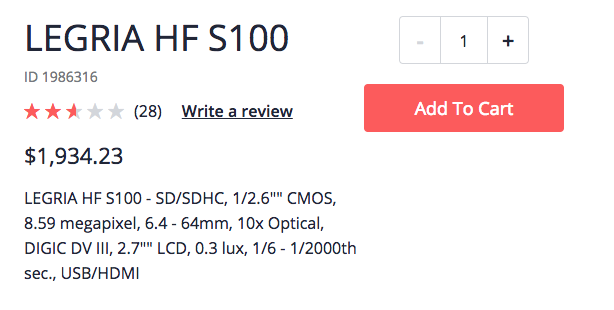 LEGRIA HF S100
- 1 +
ID 1986316
(28) Write a review
Add To Cart
$1,934.23
LEGRIA HF S100 - SD/SDHC, 1/2.6"" CMOS,
8.59 megapixel, 6.4 - 64mm, 10x Optical,
DIGIC DV III, 2.7"" LCD, 0.3 lux, 1/6 - 1/2000th
sec., USB/HDMI